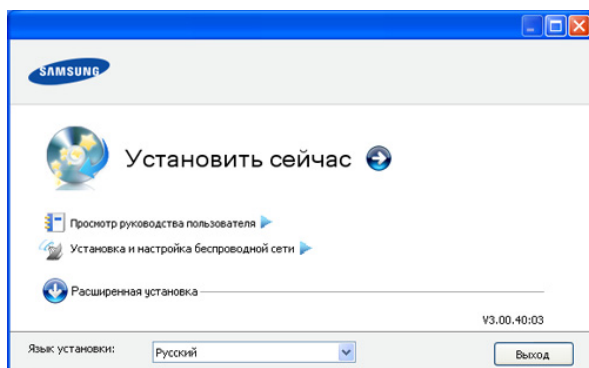 SAMSUNG
Установить сейчас
Просмотр руководства пользователя
Установка и настройка беспроводной сети
Расширенная установка
V3.00.40:03
Язык установки: Русский Выход